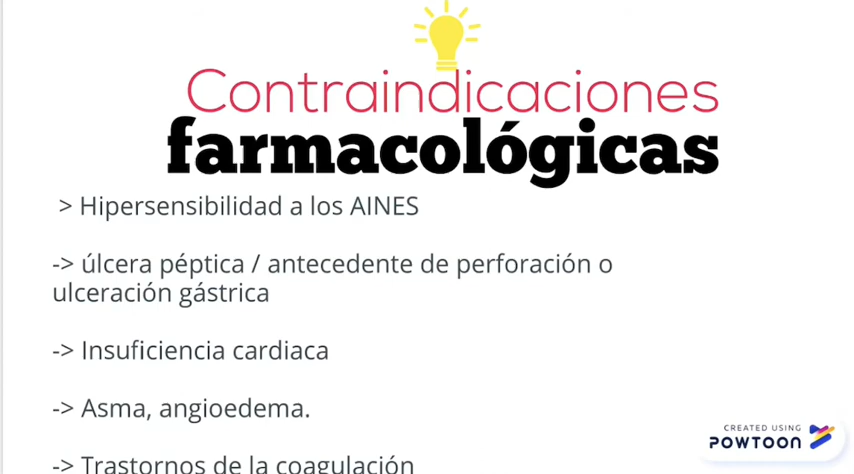 Contraindicaciones
farmacológicas
> Hipersensibilidad a los AINES
-> úlcera péptica / antecedente de perforación o
ulceración gástrica
-> Insuficiencia cardiaca
-> Asma, angioedema.
-> Trastornos de la coagulación
CREATED USING
POWTOON